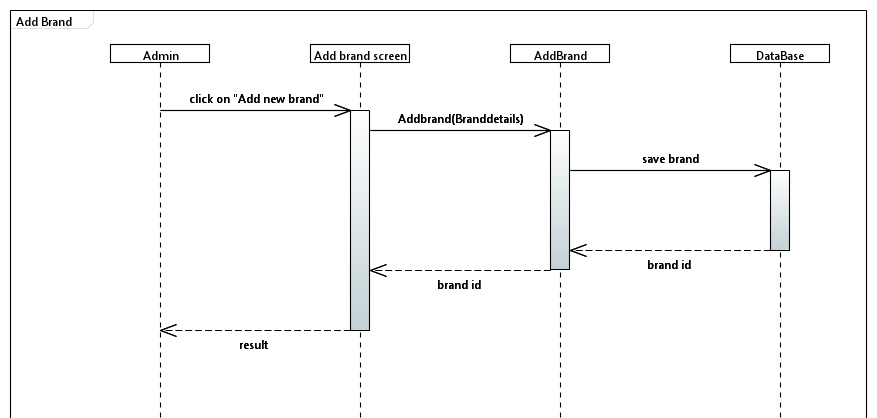 Add Brand
Admin
Add brand screen
AddBrand
DataBase
click on "Add new brand"
Addbrand(Branddetails)
save brand
brand id
brand id
result